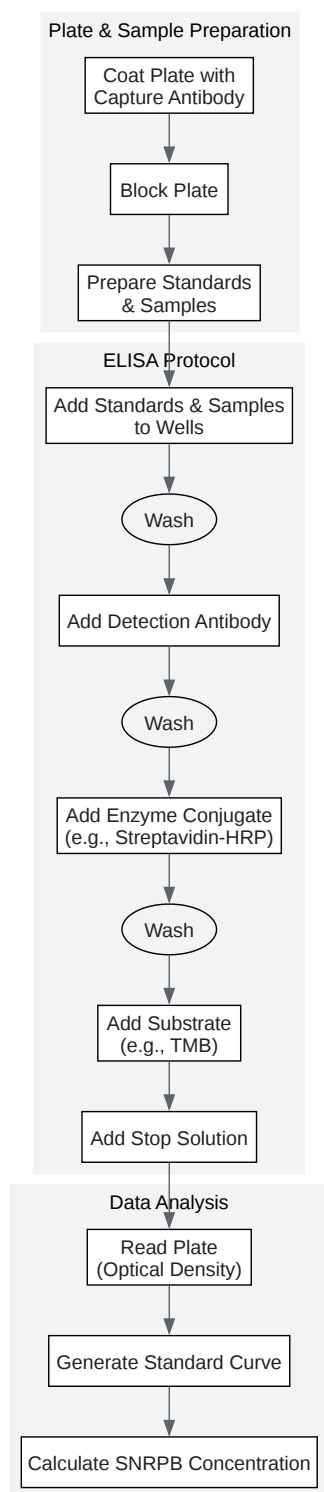 Plate & Sample Preparation
Coat Plate with
Capture Antibody
Block Plate
Prepare Standards
& Samples
ELISA Protocol
Add Standards & Samples
to Wells
Wash
Add Detection Antibody
Wash
Add Enzyme Conjugate
(e.g., Streptavidin-HRP)
Wash
Add Substrate
(e.g., TMB)
Add Stop Solution
Data Analysis
Read Plate
(Optical Density)
Generate Standard Curve
Calculate SNRPB Concentration